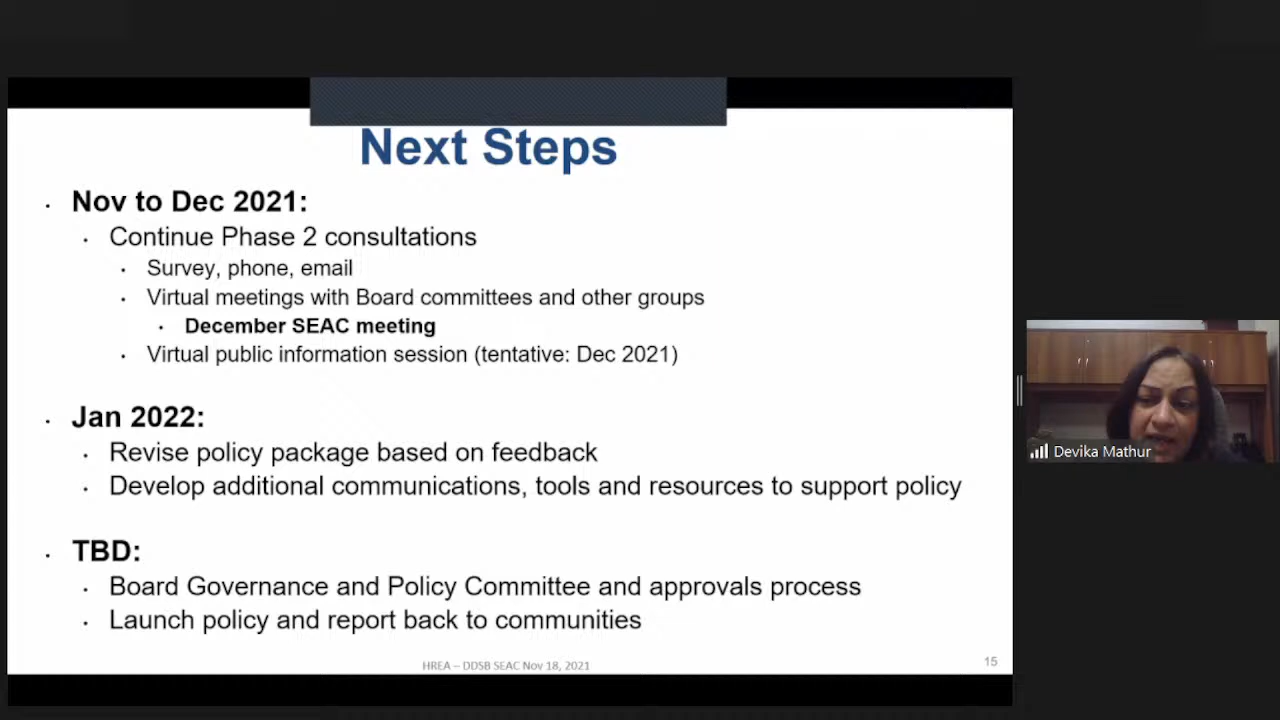 Next Steps
Nov to Dec 2021:
Continue Phase 2 consultations
Survey, phone, email
Virtual meetings with Board committees and other groups
December SEAC meeting
Virtual public information session (tentative: Dec 2021)
Jan 2022:
Revise policy package based on feedback
Develop additional communications, tools and resources to support policy
TBD:
Board Governance and Policy Committee and approvals process
Launch policy and report back to communities
HREA – DDSB SEAC Nov 18, 2021
15
Devika Mathur